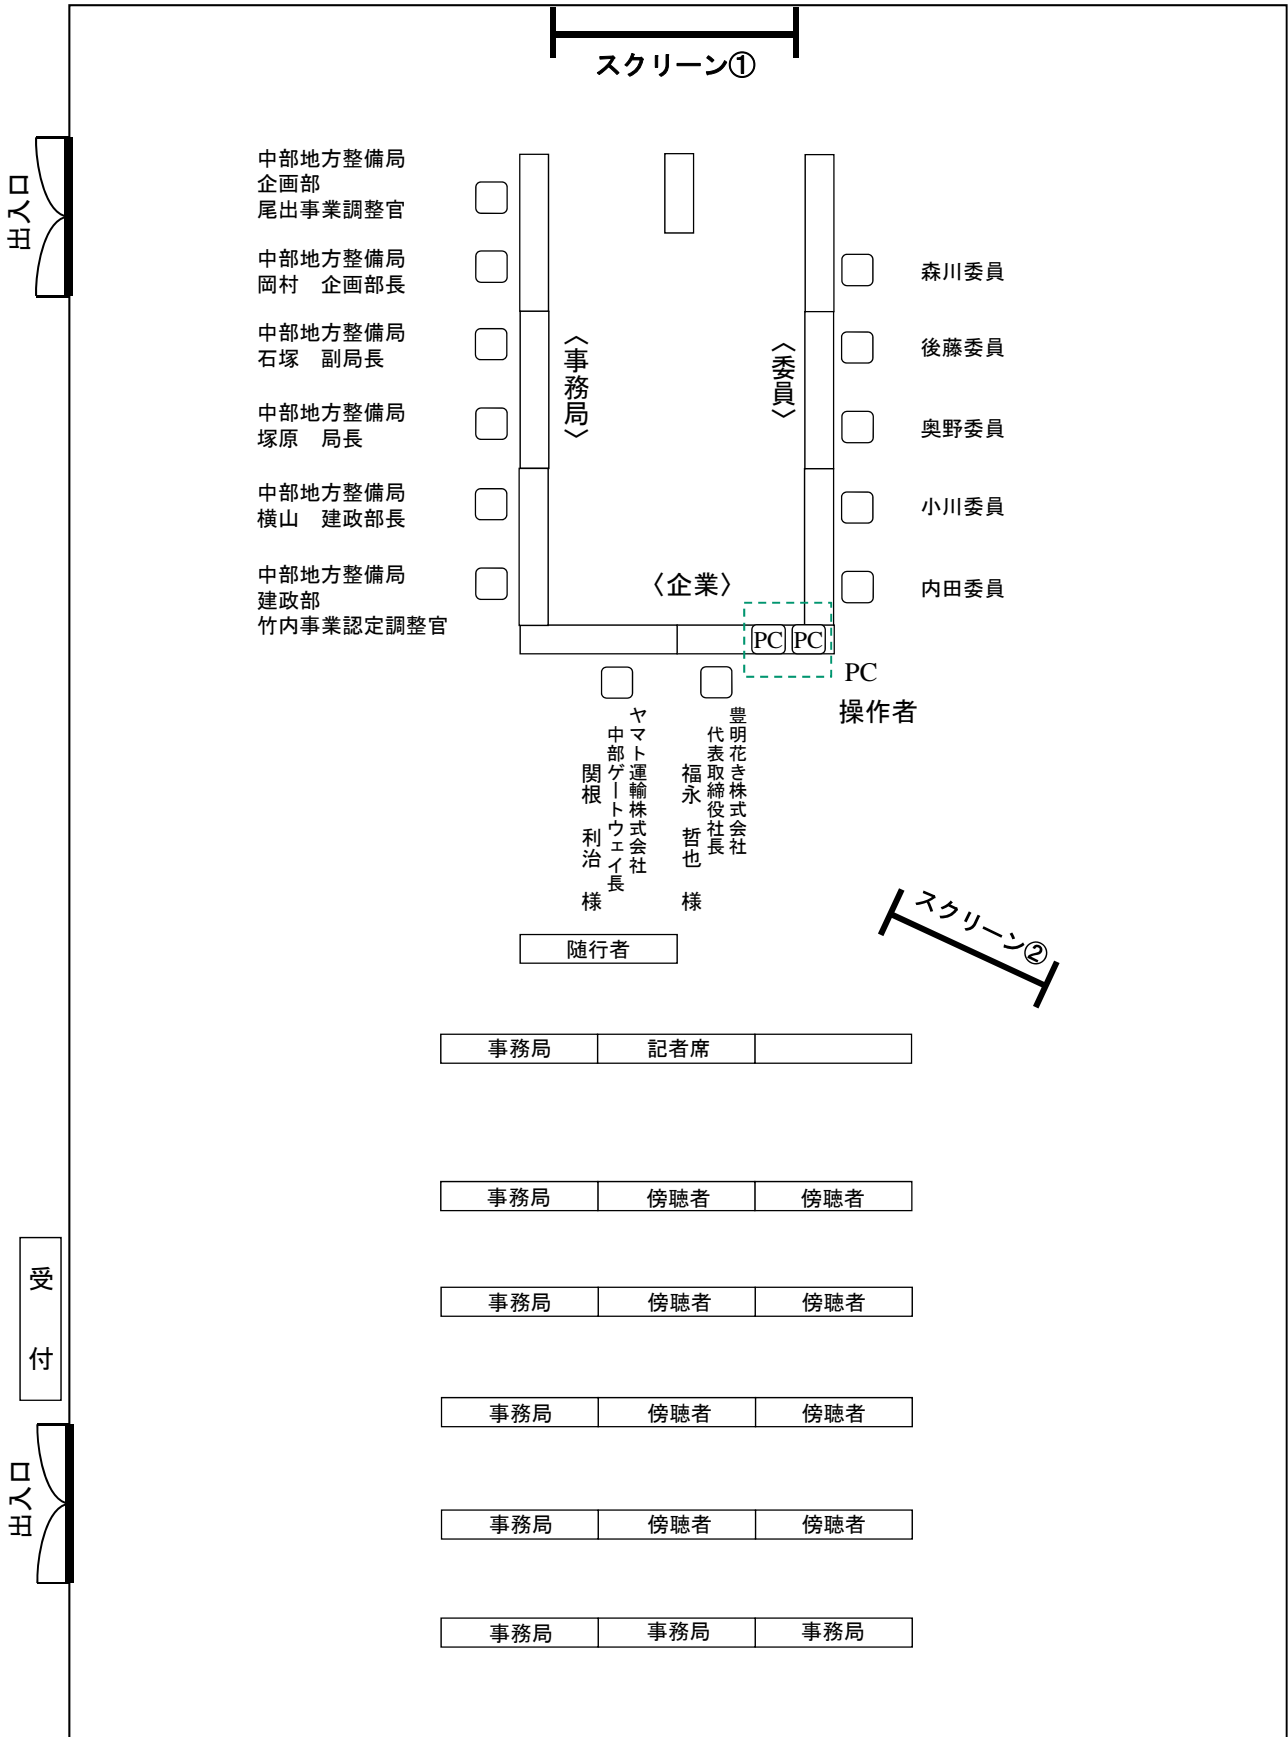 スクリーン①
出入口
中部地方整備局
企画部
尾出事業調整官
中部地方整備局
岡村　企画部長
中部地方整備局
石塚　副局長
中部地方整備局
塚原　局長
中部地方整備局
横山　建政部長
中部地方整備局
建政部
竹内事業認定調整官
〈事務局〉
〈委員〉
〈企業〉
森川委員
後藤委員
奥野委員
小川委員
内田委員
PC
PC
PC
操作者
豊明花き株式会社
代表取締役社長
福永　哲也　様
ヤマト運輸株式会社
中部ゲートウェイ長
関根　利治　様
スクリーン②
随行者
事務局 記者席
事務局 傍聴者 傍聴者
事務局 傍聴者 傍聴者
事務局 傍聴者 傍聴者
事務局 傍聴者 傍聴者
事務局 事務局 事務局
受付
出入口